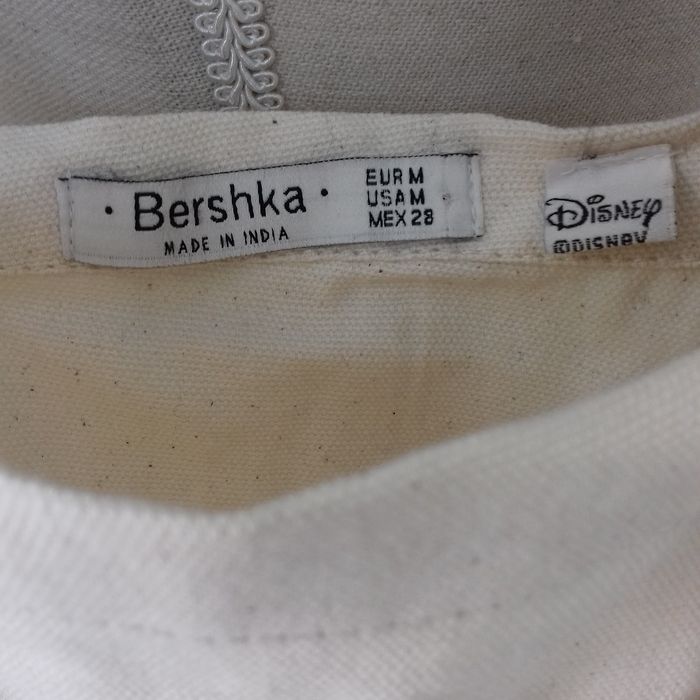 · Bershka ·
MADE IN INDIA
EUR M
USA M
MEX 28
DISNEY
©DISNEY